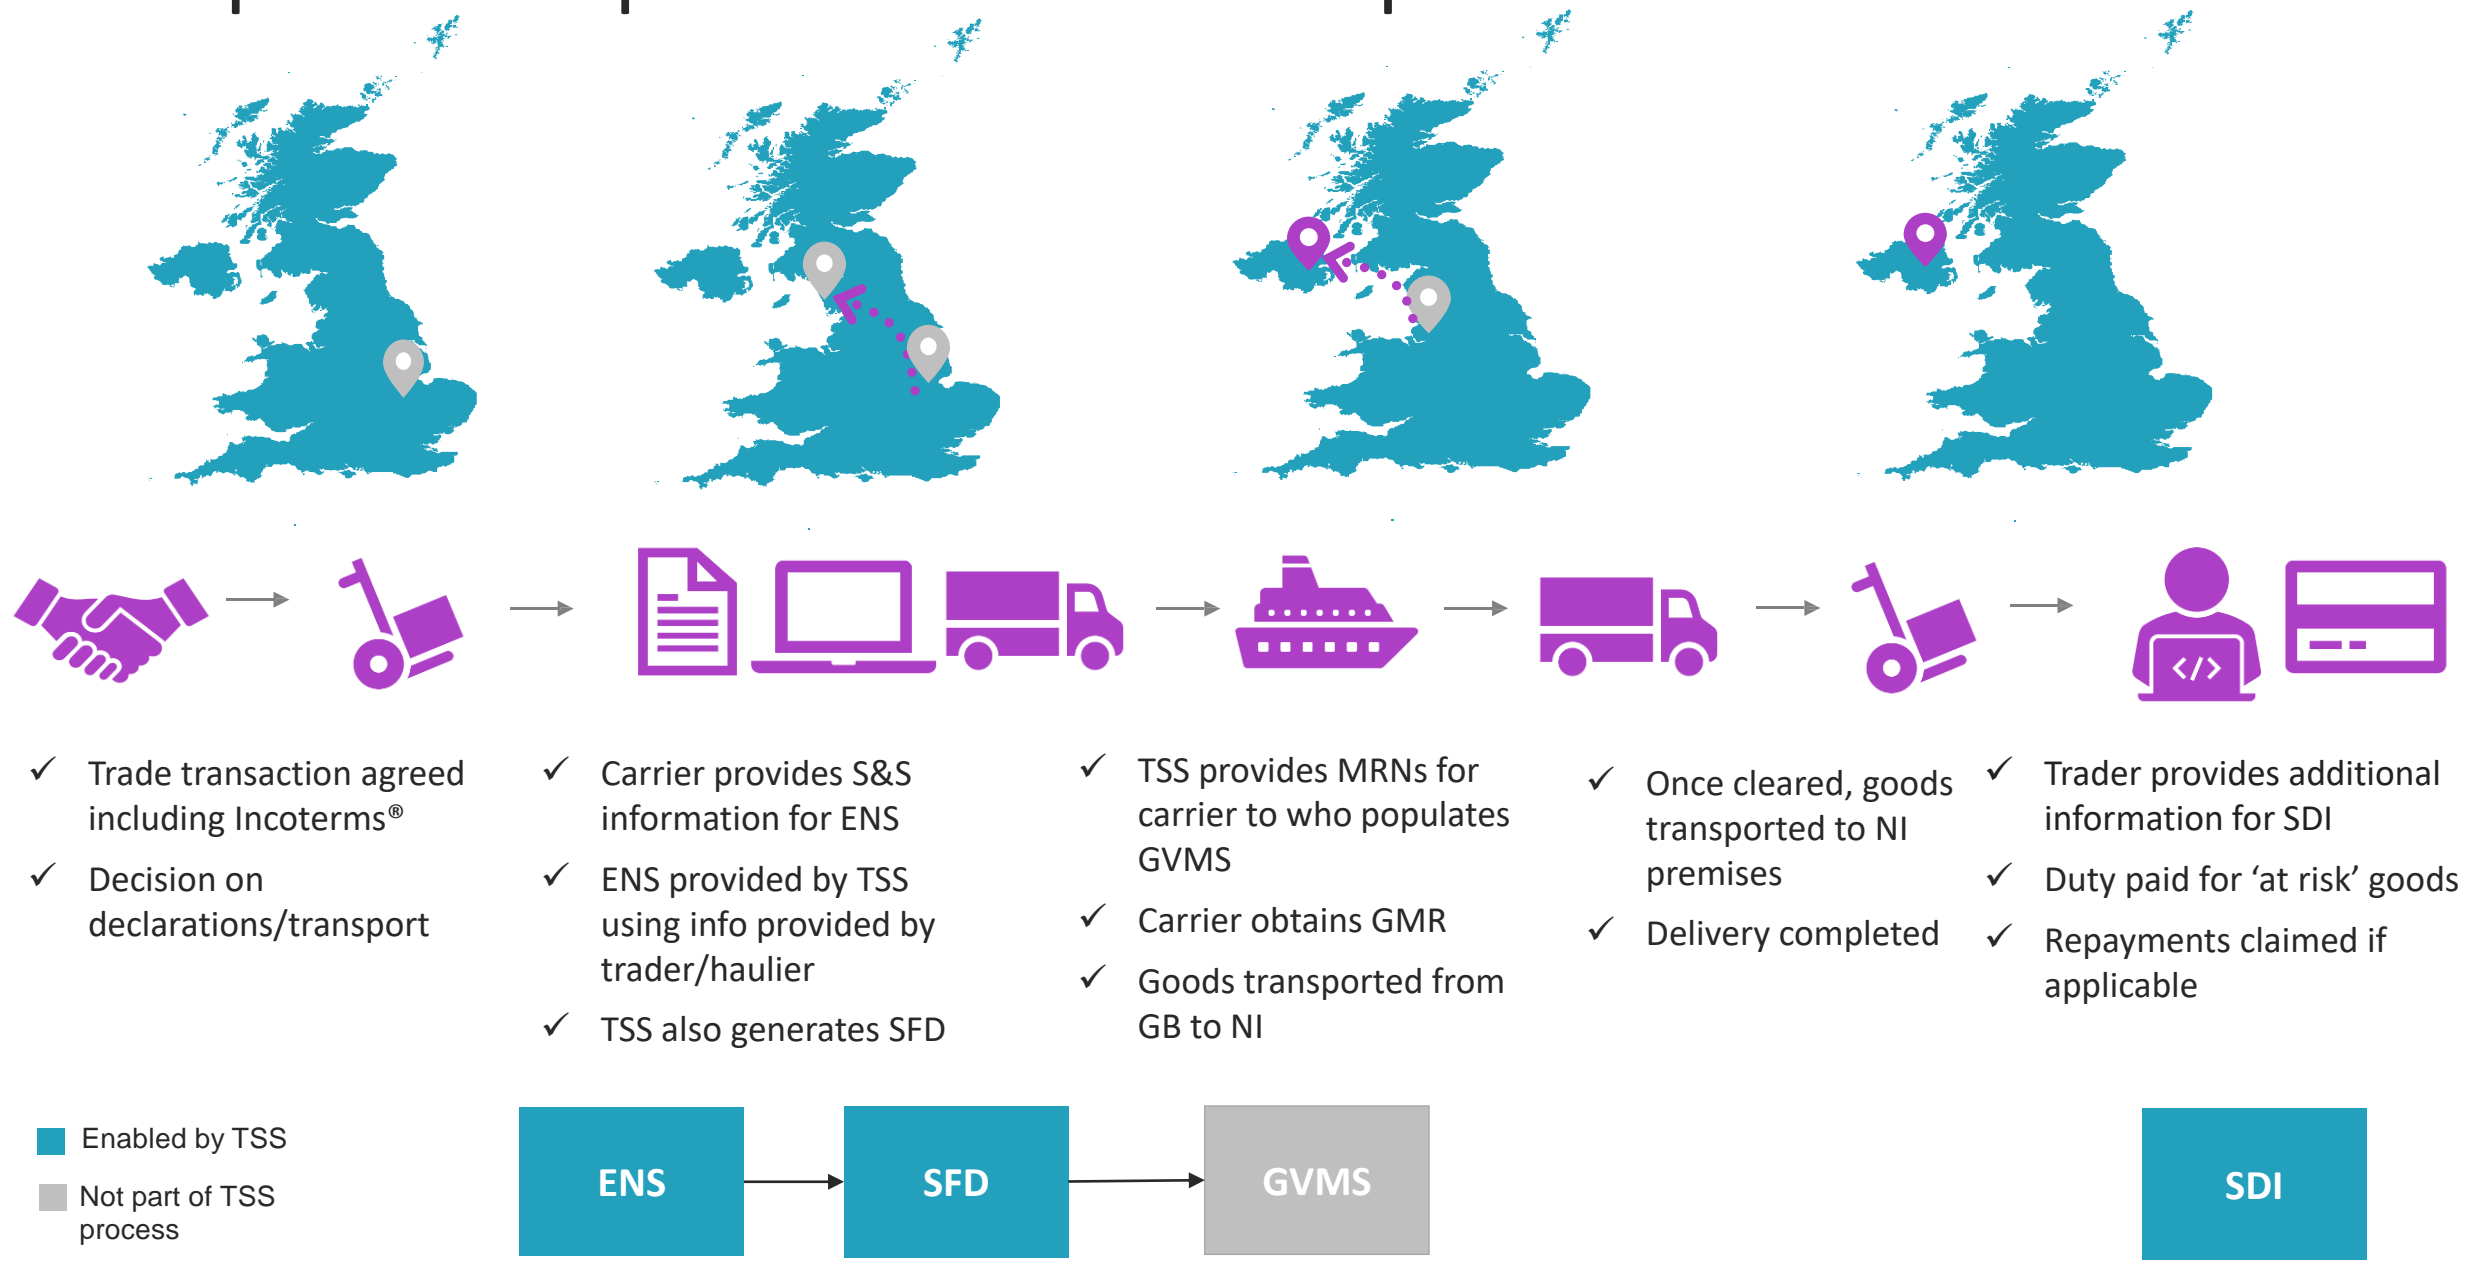 Trade transaction agreed
including Incoterms®
Decision on
declarations/transport
Carrier provides S&S
information for ENS
ENS provided by TSS
using info provided by
trader/haulier
TSS also generates SFD
TSS provides MRNs for
carrier to who populates
GVMS
Carrier obtains GMR
Goods transported from
GB to NI
Once cleared, goods
transported to NI
premises
Delivery completed
Trader provides additional
information for SDI
Duty paid for ‘at risk’ goods
Repayments claimed if
applicable
Enabled by TSS
Not part of TSS
process
ENS
SFD
GVMS
SDI